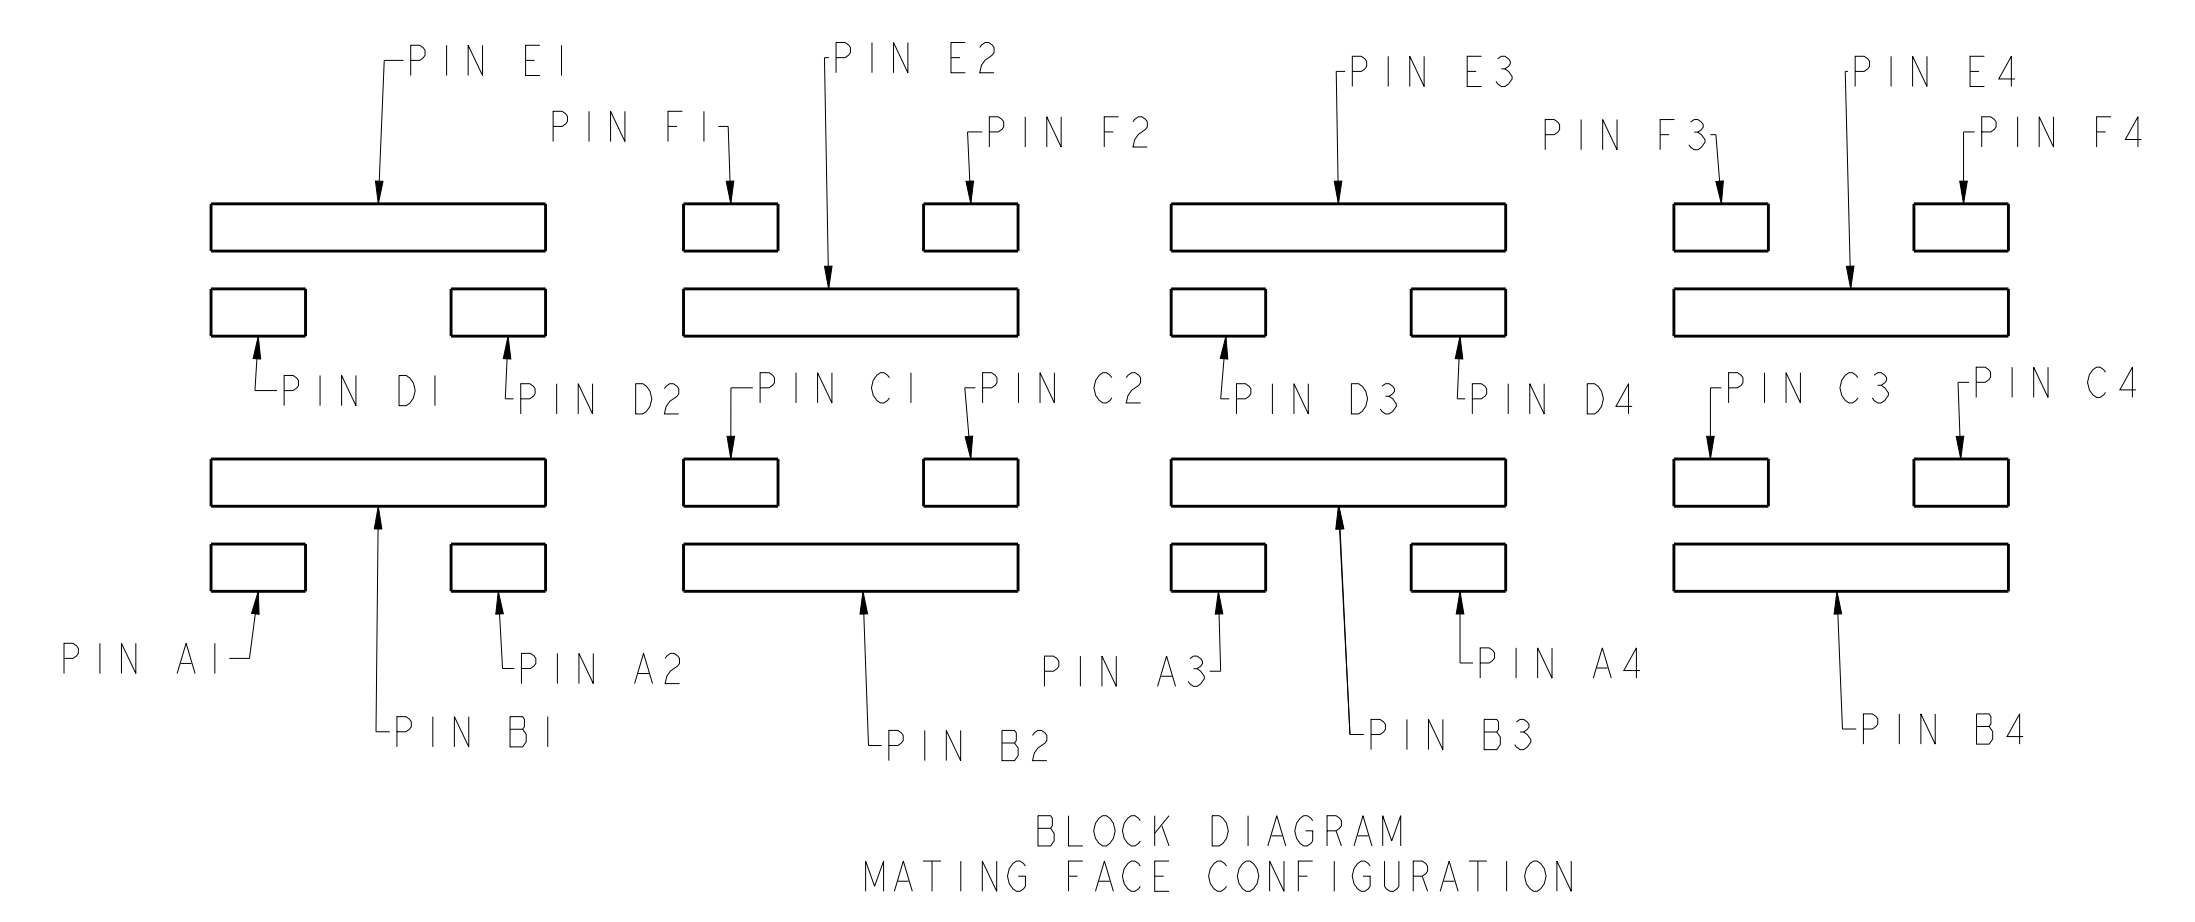 PIN E1
PIN E2
PIN E3
PIN E4
PIN F1
PIN F2
PIN F3
PIN F4
PIN D1
PIN D2
PIN C1
PIN C2
PIN D3
PIN D4
PIN C3
PIN C4
PIN A1
PIN A2
PIN A3
PIN A4
PIN B1
PIN B2
PIN B3
PIN B4
BLOCK DIAGRAM
MATING FACE CONFIGURATION